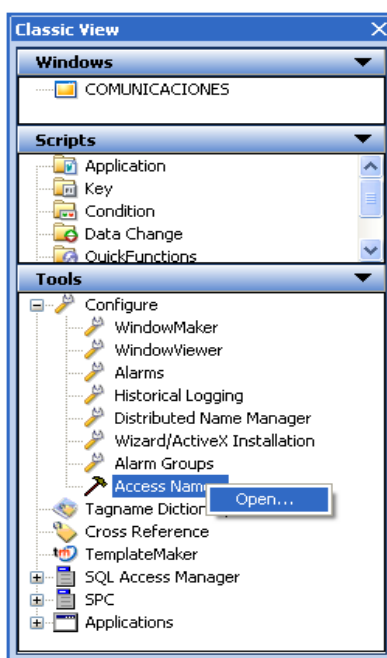 Classic View
Windows
COMUNICACIONES
Scripts
Application
Key
Condition
Data Change
QuickFunctions
Tools
Configure
WindowMaker
WindowViewer
Alarms
Historical Logging
Distributed Name Manager
Wizard/ActiveX Installation
Alarm Groups
Access Name
Open...
Tagname Diction
Cross Reference
TemplateMaker
SQL Access Manager
SPC
Applications